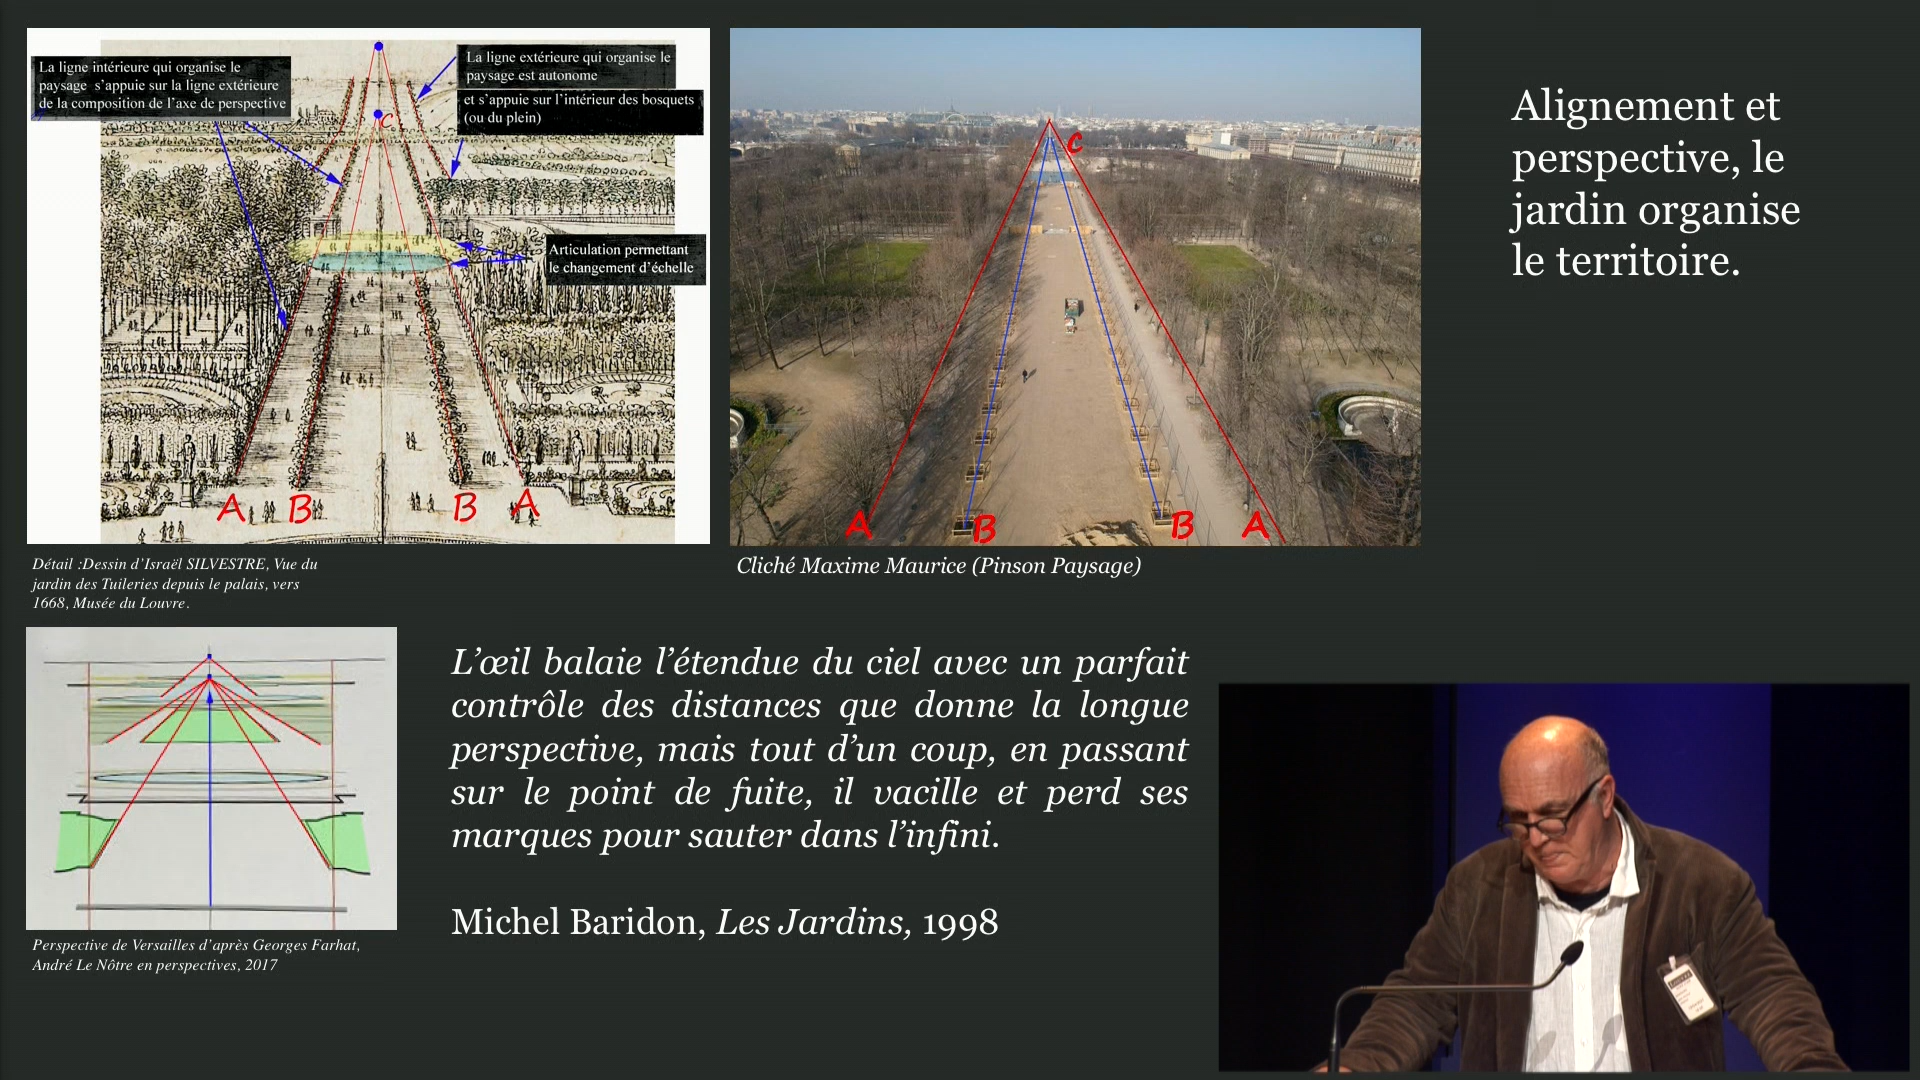 La ligne intérieure qui organise le
paysage s'appuie sur la ligne extérieure
de la composition de l'axe de perspective
La ligne extérieure qui organise le
paysage est autonome
et s'appuie sur l'intérieur des bosquets
(ou du plein)
C
Articulation permettant
le changement d'échelle
A B B A
Détail :Dessin d'Israël SILVESTRE, Vue du
jardin des Tuileries depuis le palais, vers
1668, Musée du Louvre.
C
A B B A
Cliché Maxime Maurice (Pinson Paysage)
Alignement et
perspective, le
jardin organise
le territoire.
Perspective de Versailles d'après Georges Farhat,
André Le Nôtre en perspectives, 2017
L'œil balaie l'étendue du ciel avec un parfait
contrôle des distances que donne la longue
perspective, mais tout d'un coup, en passant
sur le point de fuite, il vacille et perd ses
marques pour sauter dans l'infini.
Michel Baridon, Les Jardins, 1998